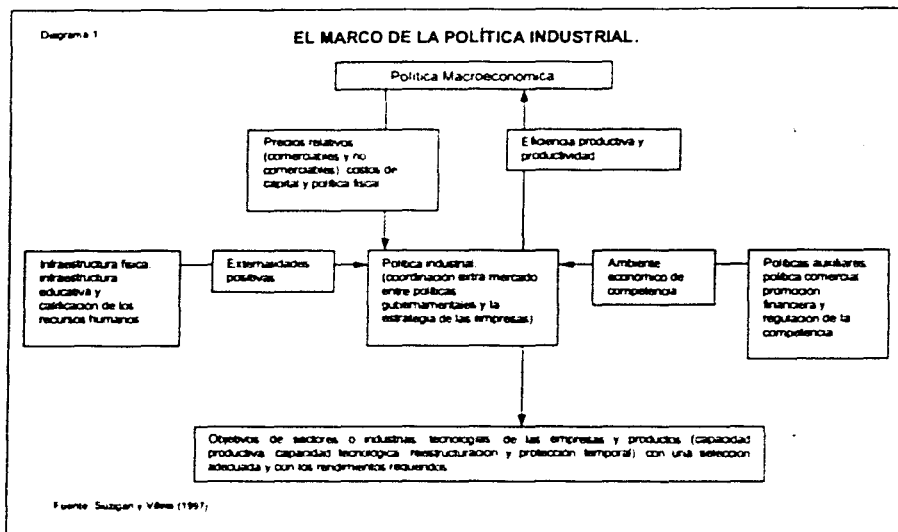 Diagrama 1
EL MARCO DE LA POLÍTICA INDUSTRIAL.
Política Macroeconómica
Precios relativos
(comerciables y no
comerciables) costos de
capital y política fiscal
Eficiencia productiva y
productividad
Infraestructura física
infraestructura
educativa y
calificación de los
recursos humanos
Externalidades
positivas
Política industrial
(coordinación extra mercado
entre políticas
gubernamentales y la
estrategia de las empresas)
Ambiente
económico de
competencia
Políticas auxiliares
política comercial
promoción
financiera y
regulación de la
competencia
Objetivos de sectores o industrias, tecnologías de las empresas y productos (capacidad
productiva, capacidad tecnológica, reestructuración y protección temporal) con una selección
adecuada y con los rendimientos requeridos
Fuente Suzigan y (1997)